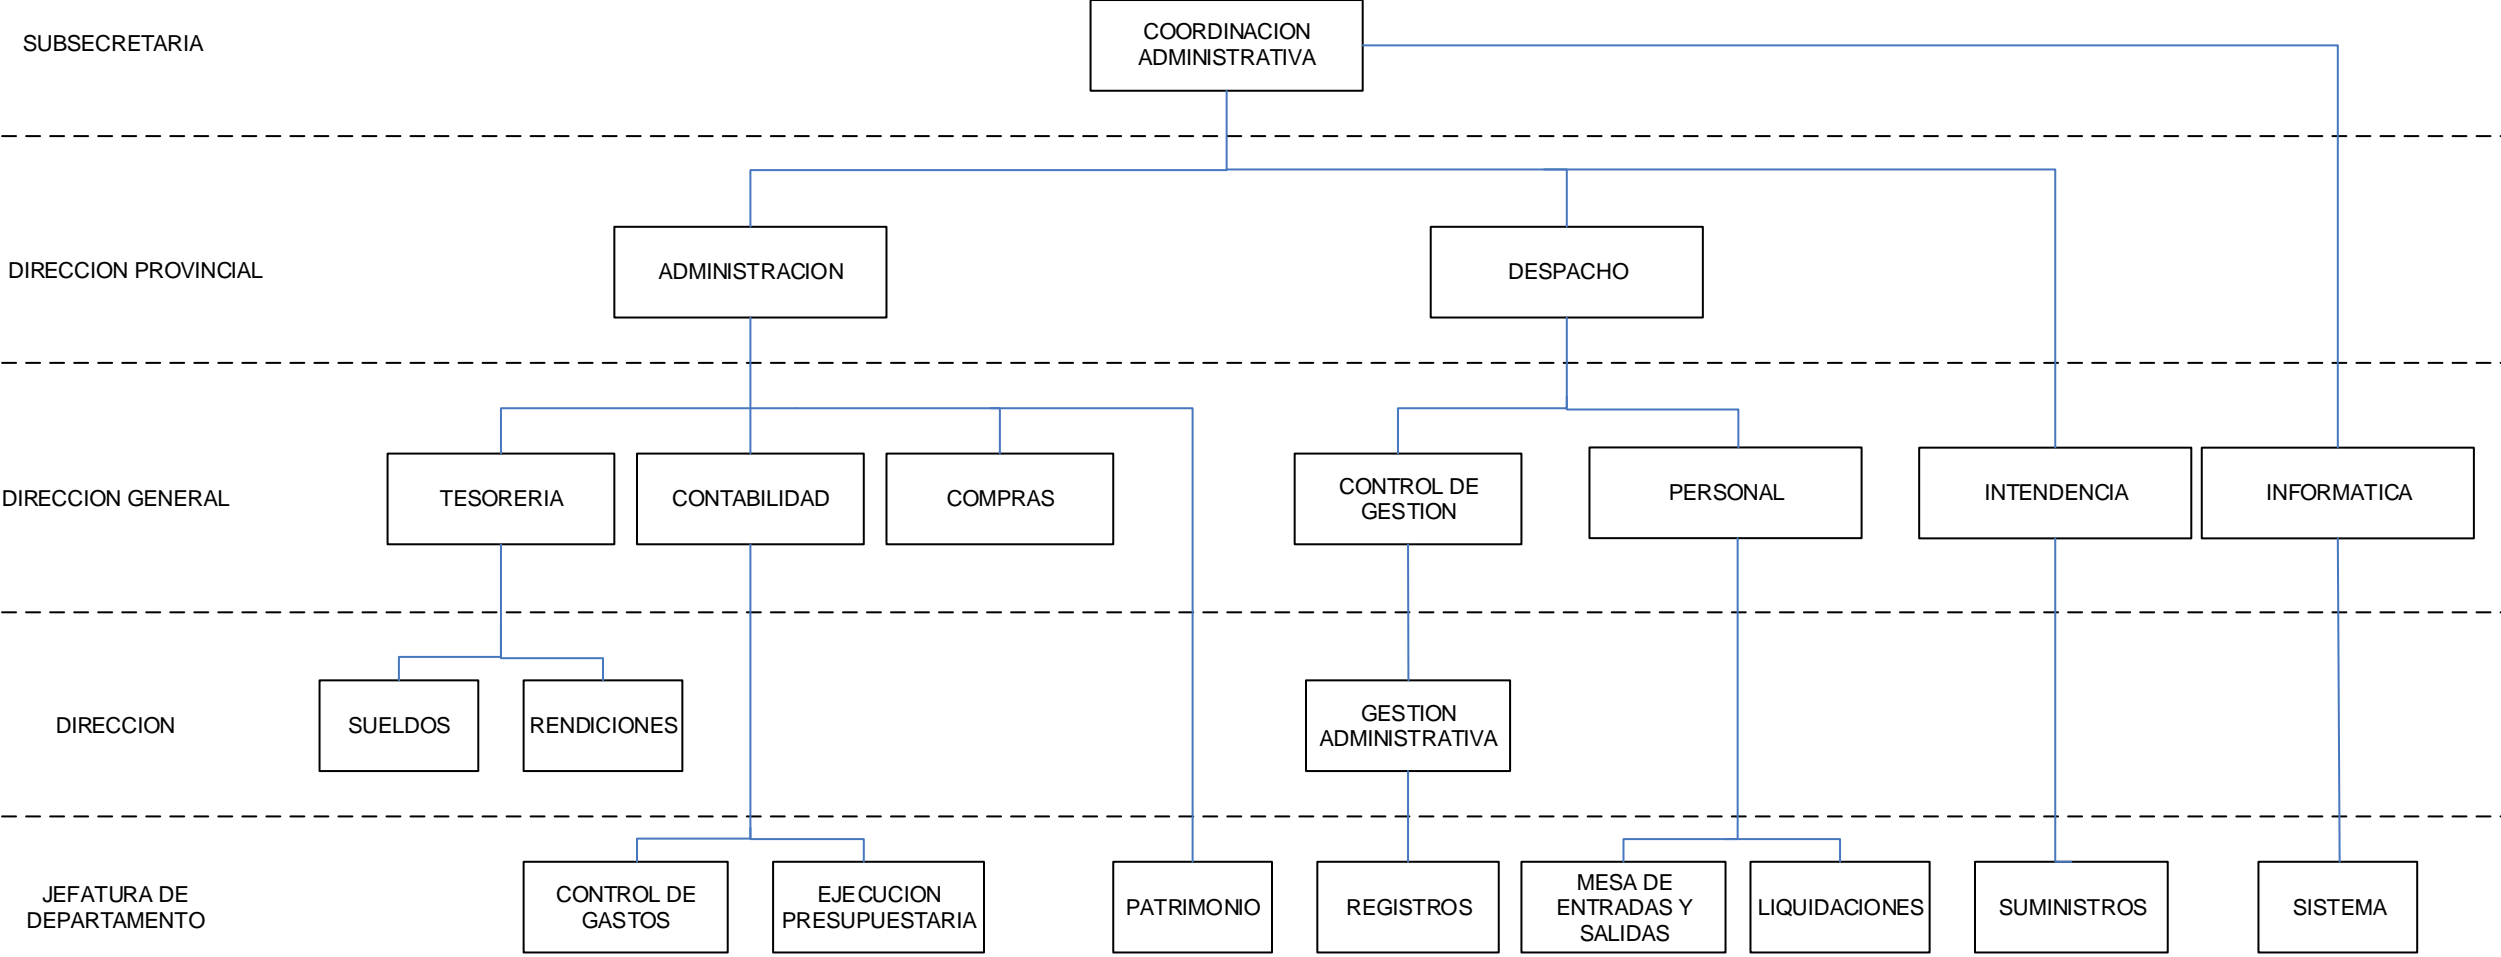 SUBSECRETARIA
COORDINACION
ADMINISTRATIVA
DIRECCION PROVINCIAL
ADMINISTRACION
DESPACHO
DIRECCION GENERAL
TESORERIA
CONTABILIDAD
COMPRAS
CONTROL DE
GESTION
PERSONAL
INTENDENCIA
INFORMATICA
DIRECCION
SUELDOS
RENDICIONES
GESTION
ADMINISTRATIVA
JEFATURA DE
DEPARTAMENTO
CONTROL DE
GASTOS
EJECUCION
PRESUPUESTARIA
PATRIMONIO
REGISTROS
MESA DE
ENTRADAS Y
SALIDAS
LIQUIDACIONES
SUMINISTROS
SISTEMA